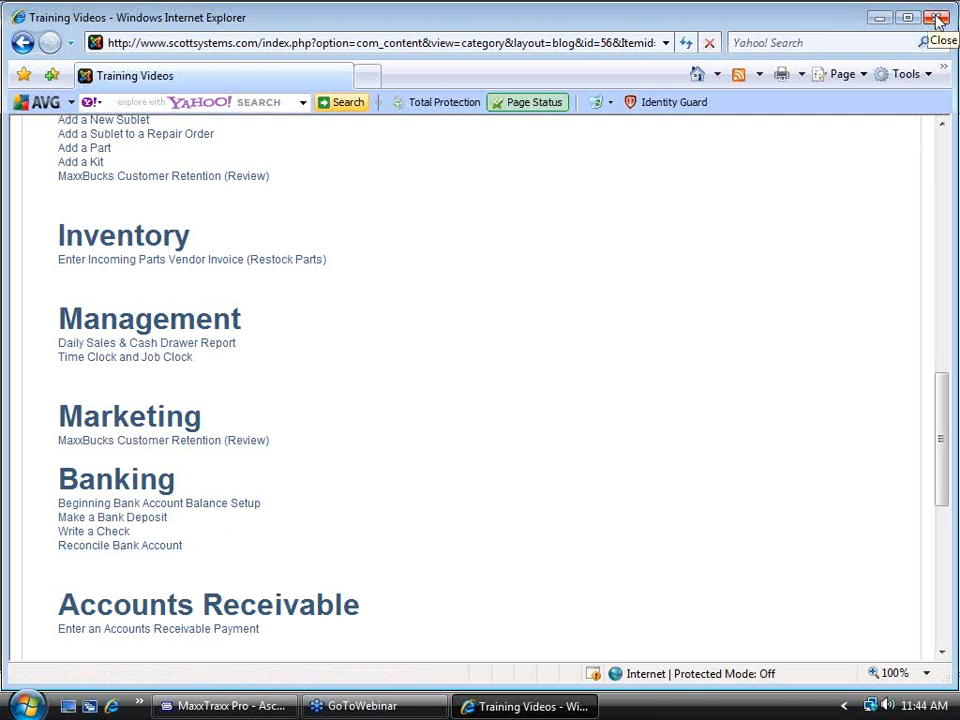 Training Videos - Windows Internet Explorer
http://www.scottsystems.com/index.php?option=com_content&view=category&layout=blog&id=56&Itemid:
Yahoo! Search
Close
Training Videos
Page
Tools
AVG
Y!
explore with YAHOO! SEARCH
Search
Total Protection
Page Status
Identity Guard
Add a New Sublet
Add a Sublet to a Repair Order
Add a Part
Add a Kit
MaxxBucks Customer Retention (Review)
Inventory
Enter Incoming Parts Vendor Invoice (Restock Parts)
Management
Daily Sales & Cash Drawer Report
Time Clock and Job Clock
Marketing
MaxxBucks Customer Retention (Review)
Banking
Beginning Bank Account Balance Setup
Make a Bank Deposit
Write a Check
Reconcile Bank Account
Accounts Receivable
Enter an Accounts Receivable Payment
Internet | Protected Mode: Off
100%
MaxxTraxx Pro - Asc...
GoToWebinar
Training Videos - Wi...
11:44 AM